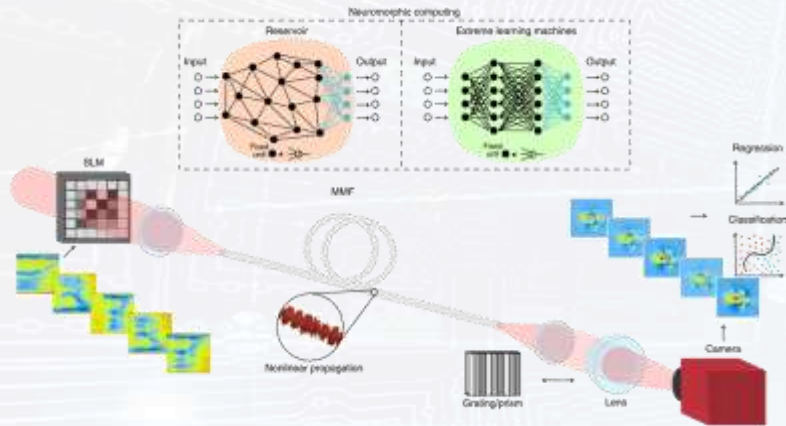 Neuromorphic computing
Reservoir
Extreme learning machines
Input
Output
Input
Output
Fixed
unit
Fixed
unit
SLM
MMF
Regression
Classification
Nonlinear propagation
Grating/prism
Lens
Camera